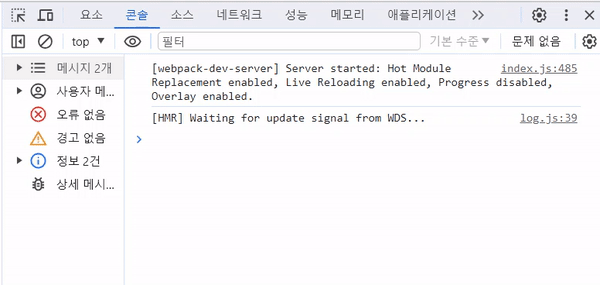 요소 콘솔 소스 네트워크 성능 메모리 애플리케이션
top 필터 기본 수준 문제 없음
메시지 2개
사용자 메...
오류 없음
경고 없음
정보 2건
상세 메시...
[webpack-dev-server] Server started: Hot Module index.js:485
Replacement enabled, Live Reloading enabled, Progress disabled,
Overlay enabled.
[HMR] Waiting for update signal from WDS... log.js:39